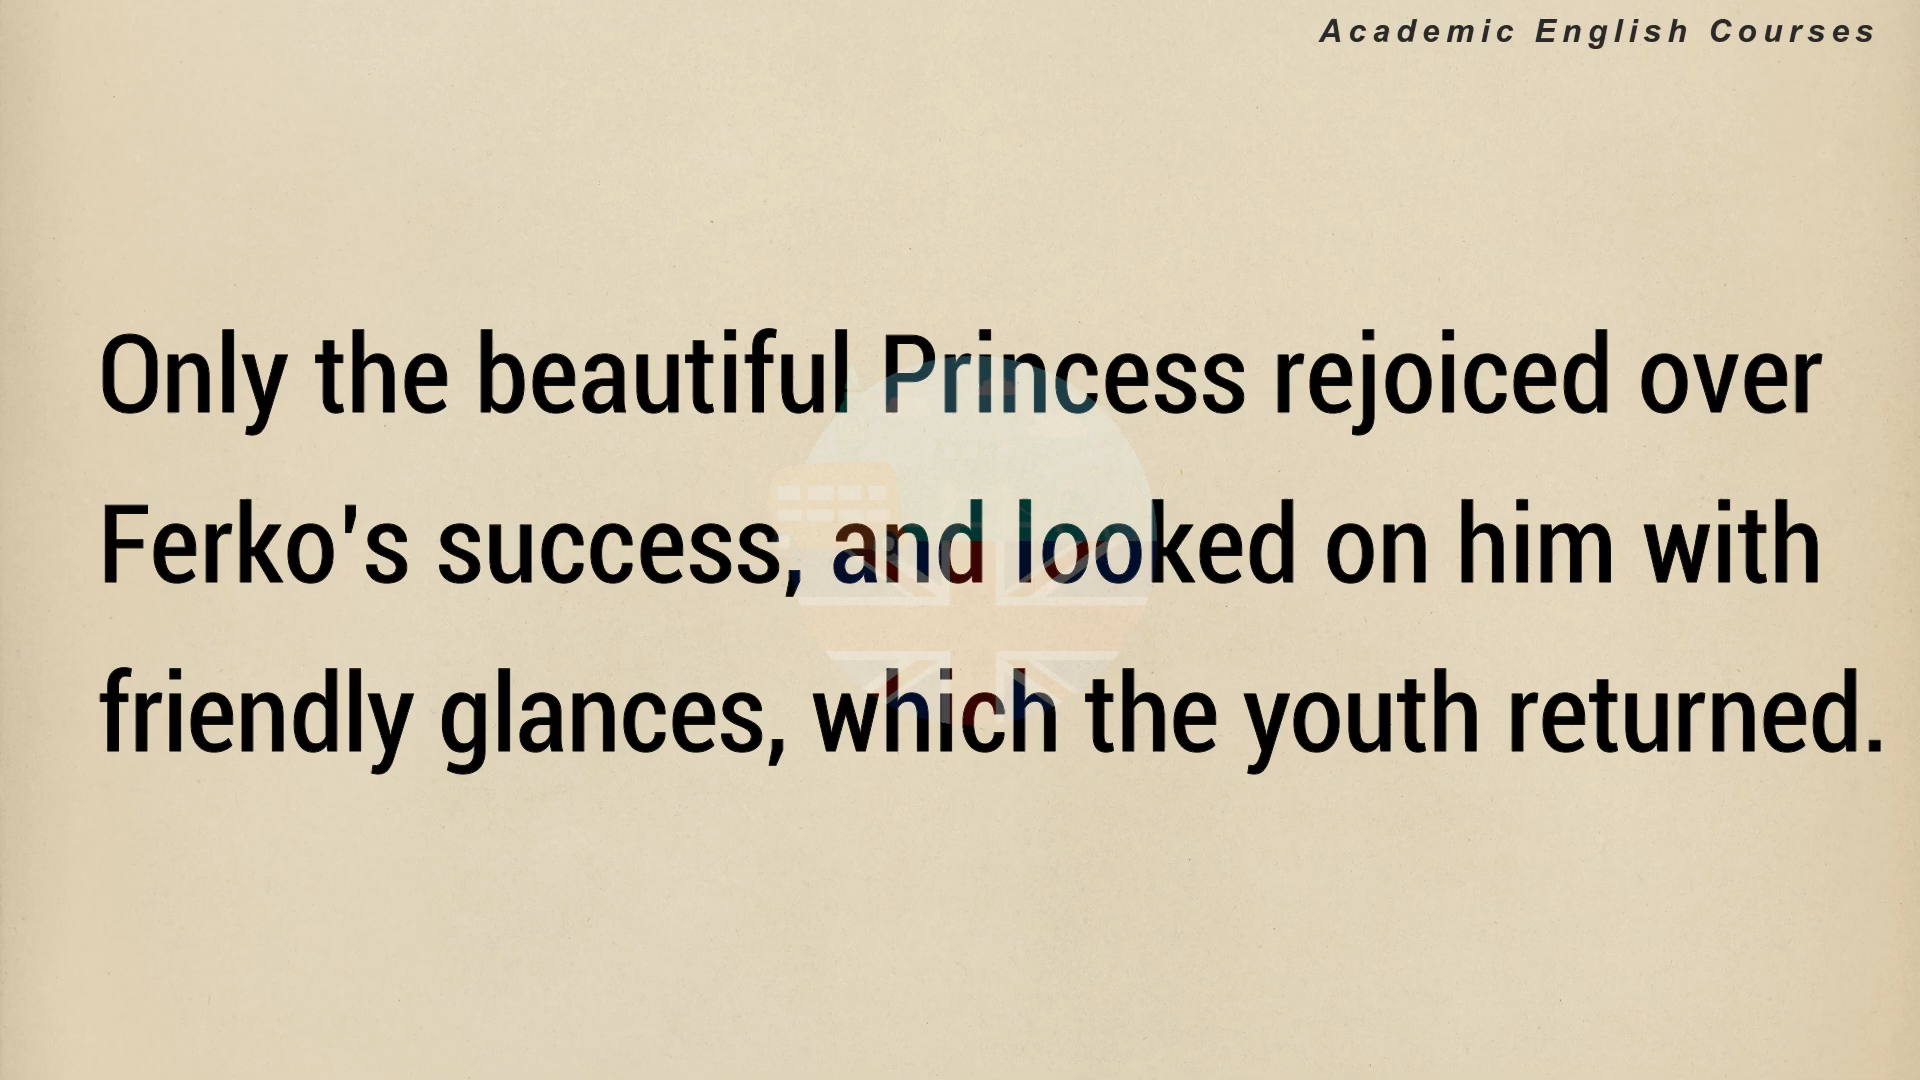 Academic English Courses
Only the beautiful Princess rejoiced over
Ferko's success, and looked on him with
friendly glances, which the youth returned.